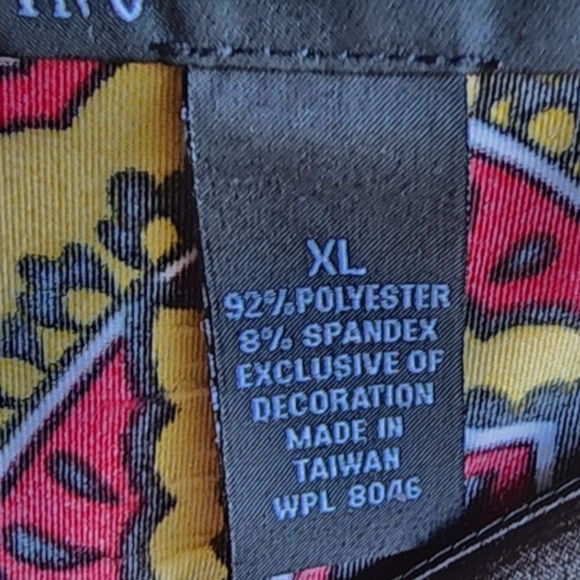 XL
92% POLYESTER
8% SPANDEX
EXCLUSIVE OF
DECORATION
MADE IN
TAIWAN
WPL 8046